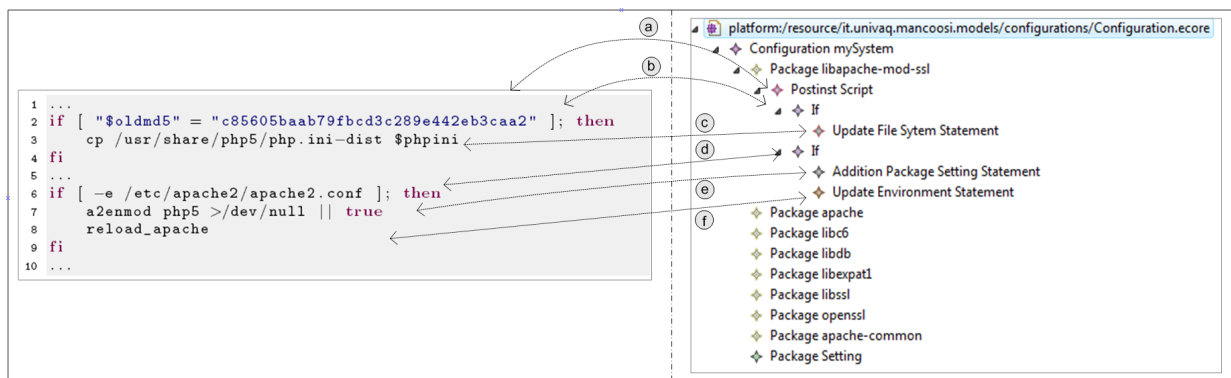 1 ...
2 if [ "$oldmd5" = "c85605baab79fbcd3c289e442eb3caa2" ]; then
3 cp /usr/share/php5/php.ini-dist $phpini
4 fi
5 ...
6 if [ -e /etc/apache2/apache2.conf ]; then
7 a2enmod php5 >/dev/null || true
8 reload_apache
9 fi
10 ...
a
b
c
d
e
f
platform:/resource/it.univaq.mancoosi.models/configurations/Configuration.ecore
Configuration mySystem
Package libapache-mod-ssl
Postinst Script
If
Update File Sytem Statement
If
Addition Package Setting Statement
Update Environment Statement
Package apache
Package libc6
Package libdb
Package libexpat1
Package libssl
Package openssl
Package apache-common
Package Setting